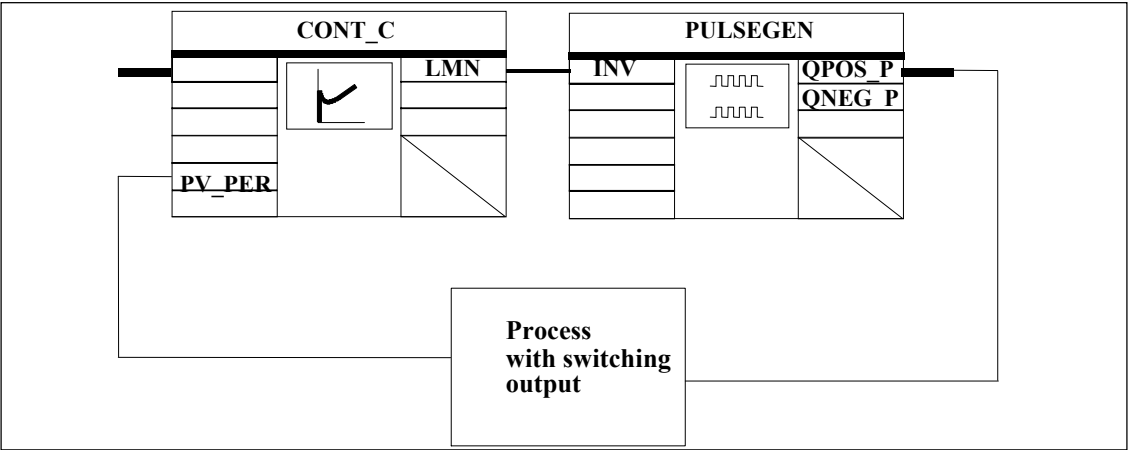 CONT_C
PULSEGEN
LMN
INV
QPOS_P
QNEG_P
PV_PER
Process
with switching
output